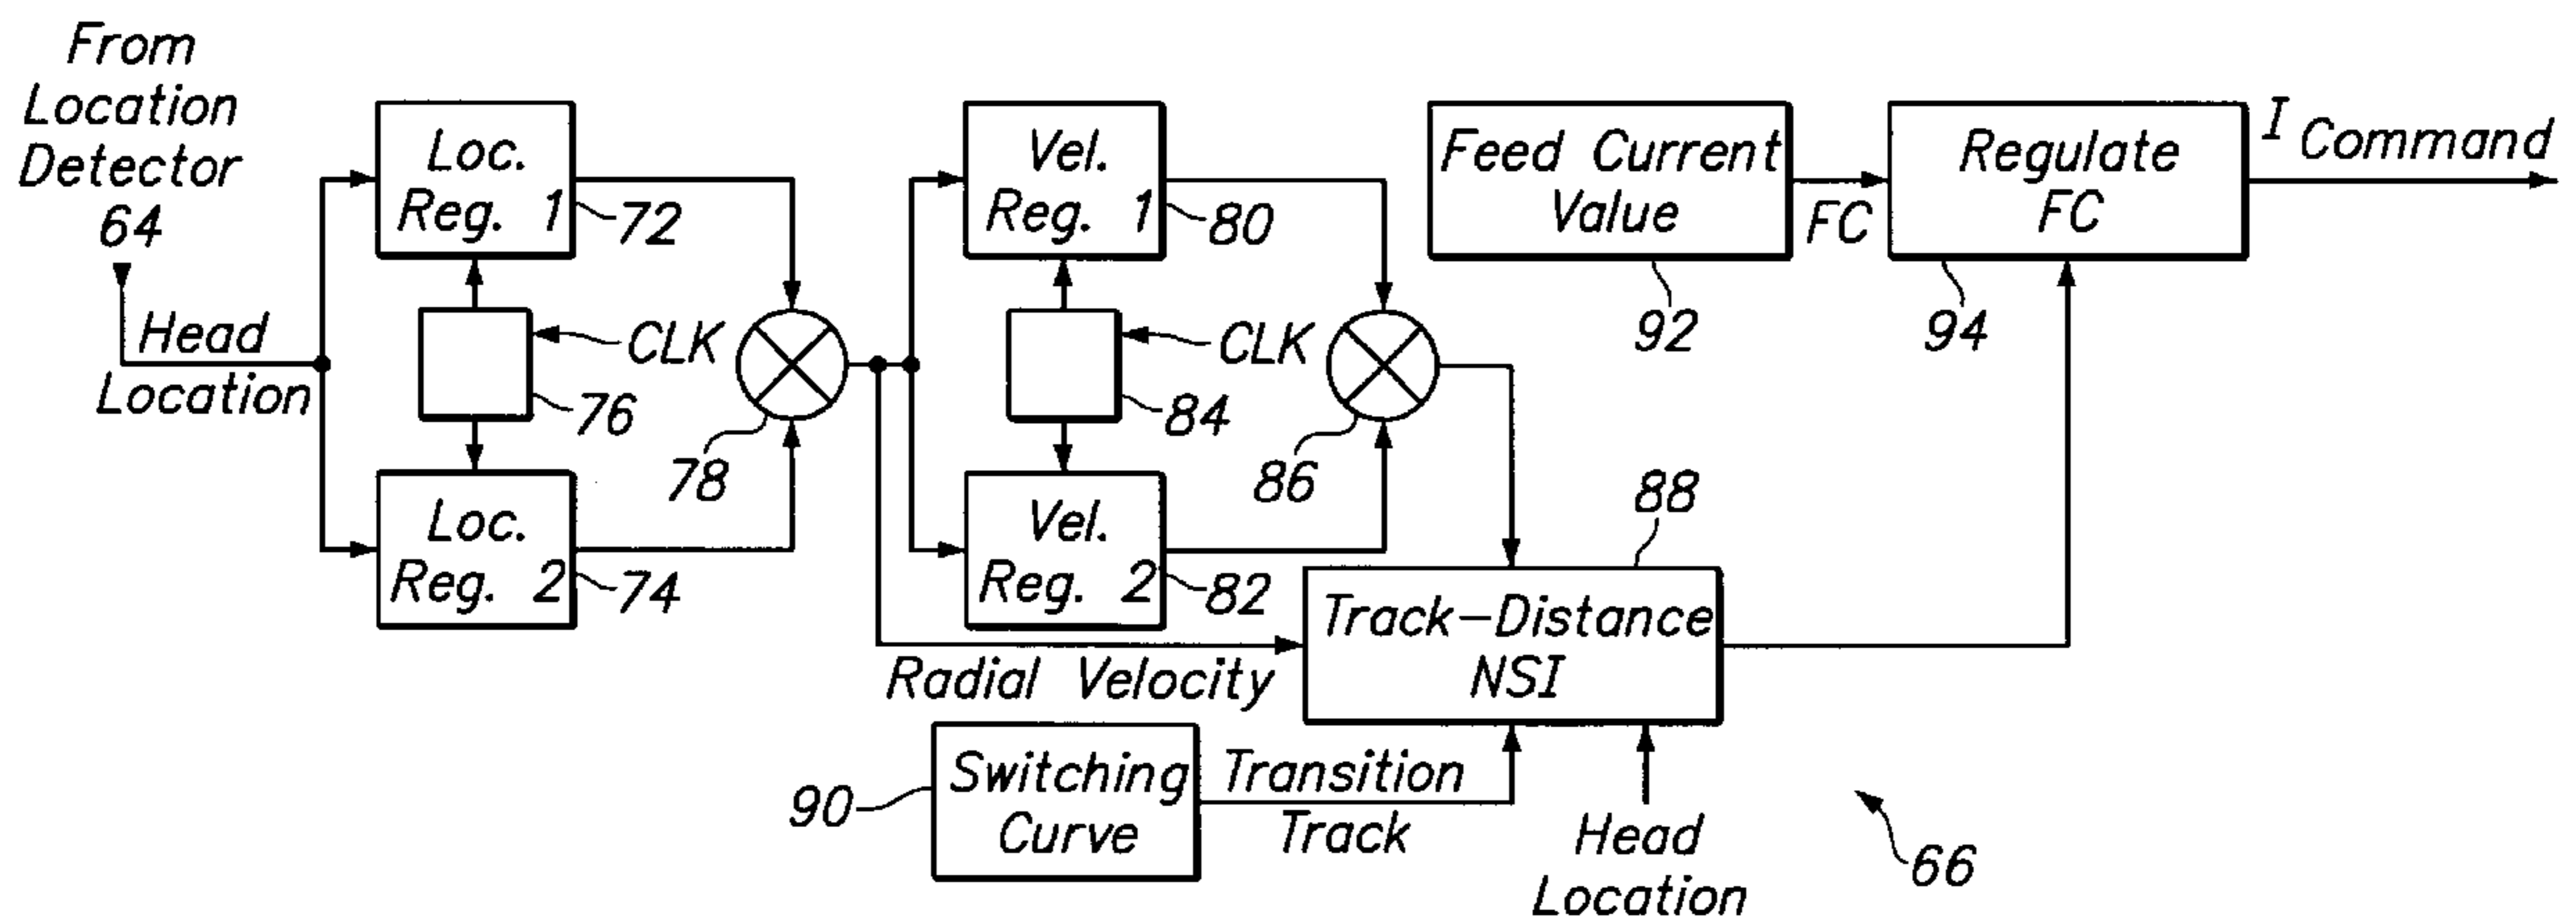 From
Location
Detector
64
Head
Location
Loc.
Reg. 1
72
CLK
76
Loc.
Reg. 2
74
78
Vel.
Reg. 1
80
CLK
84
Vel.
Reg. 2
82
86
Radial Velocity
Feed Current
Value
92
FC
Regulate
FC
94
I Command
88
Track-Distance
NSI
Switching
Curve
90
Transition
Track
Head
Location
66